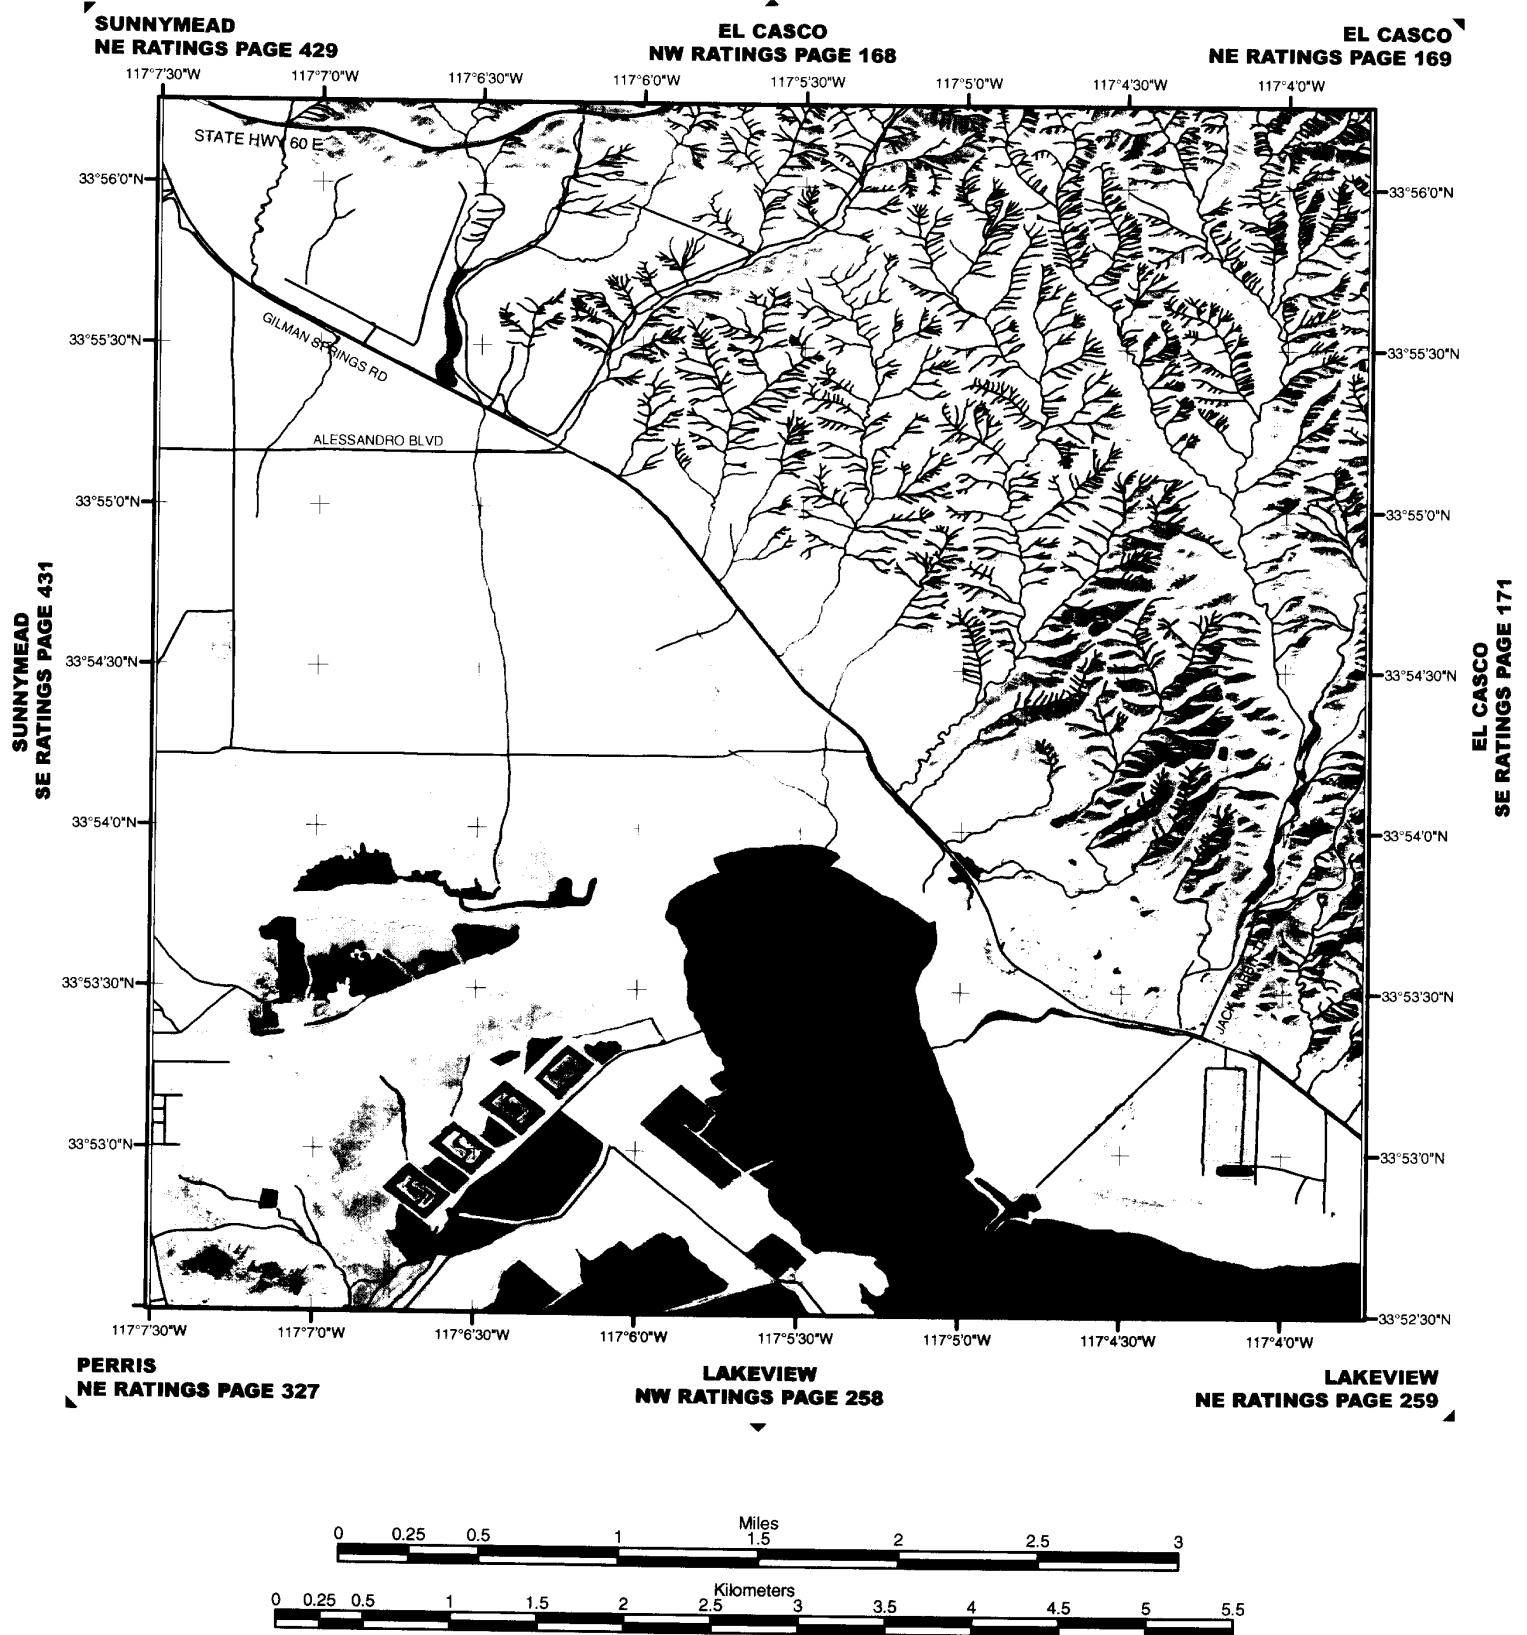 SUNNYMEAD
NE RATINGS PAGE 429
EL CASCO
NW RATINGS PAGE 168
EL CASCO
NE RATINGS PAGE 169
117°7'30"W
117°7'0"W
117°6'30"W
117°6'0"W
117°5'30"W
117°5'0"W
117°4'30"W
117°4'0"W
STATE HWY 60 E
33°56'0"N
33°56'0"N
GILMAN SPRINGS RD
33°55'30"N
33°55'30"N
ALESSANDRO BLVD
33°55'0"N
33°55'0"N
SUNNYMEAD
SE RATINGS PAGE 431
EL CASCO
SE RATINGS PAGE 171
33°54'30"N
33°54'30"N
33°54'0"N
33°54'0"N
33°53'30"N
33°53'30"N
33°53'0"N
33°53'0"N
33°52'30"N
117°7'30"W
117°7'0"W
117°6'30"W
117°6'0"W
117°5'30"W
117°5'0"W
117°4'30"W
117°4'0"W
PERRIS
NE RATINGS PAGE 327
LAKEVIEW
NW RATINGS PAGE 258
LAKEVIEW
NE RATINGS PAGE 259
Miles
0 0.25 0.5 1 1.5 2 2.5 3
Kilometers
0 0.25 0.5 1 1.5 2 2.5 3 3.5 4 4.5 5 5.5